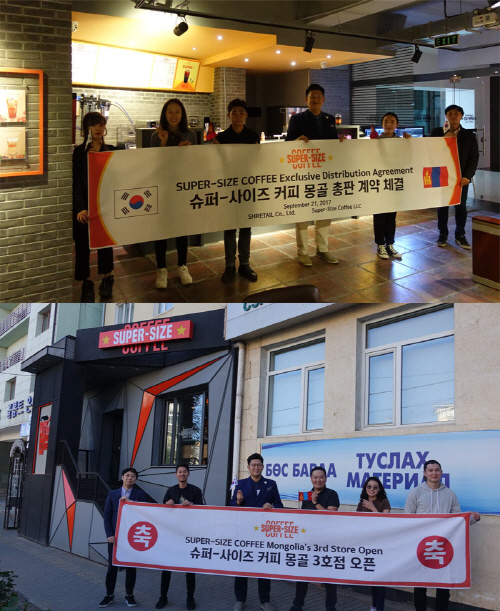 COFFEE
SUPER-SIZE
SUPER-SIZE COFFEE Exclusive Distribution Agreement
슈퍼-사이즈 커피 몽골 총판 계약 체결
September 21, 2017
SHRETAIL Co., Ltd. Super-Size Coffee LLC
COFFEE
SUPER-SIZE
COFFEE
БӨС БАРАА ТУСЛАХ
МАТЕРИАЛ
COFFEE
SUPER-SIZE
COFFEE
SUPER-SIZE COFFEE Mongolia's 3rd Store Open
축 슈퍼-사이즈 커피 몽골 3호점 오픈 축